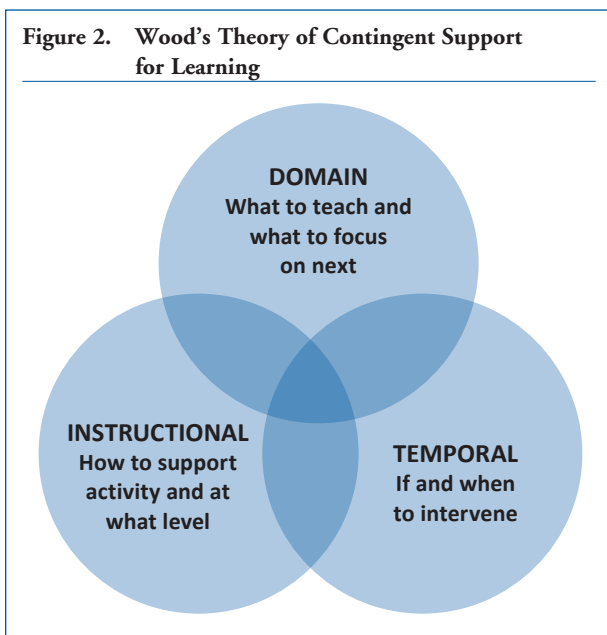 Figure 2. Wood's Theory of Contingent Support
for Learning
DOMAIN
What to teach and
what to focus
on next
INSTRUCTIONAL
How to support
activity and at
what level
TEMPORAL
If and when
to intervene